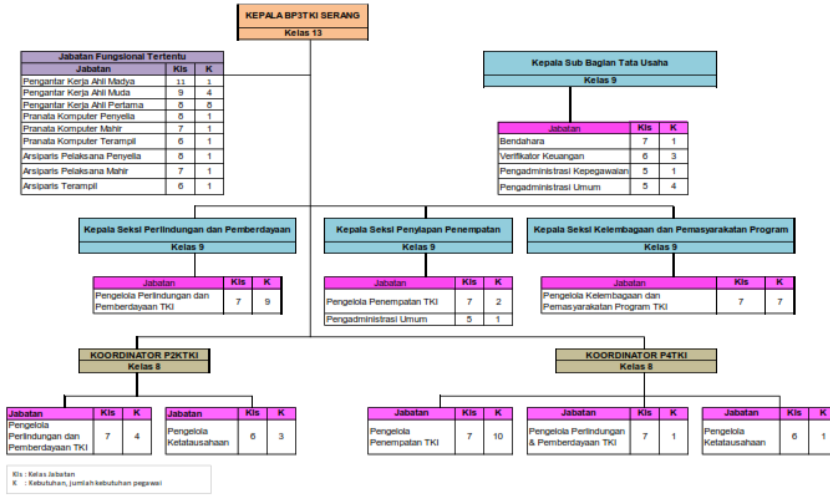 KEPALA BP3TKI SERANG
Kelas 13
Jabatan Fungsional Tertentu
Jabatan Kls K
Pengantar Kerja Ahli Madya 11 1
Pengantar Kerja Ahli Muda 9 4
Pengantar Kerja Ahli Pertama 8 8
Pranata Komputer Penyelia 8 1
Pranata Komputer Mahir 7 1
Pranata Komputer Terampil 6 1
Arsiparis Pelaksana Penyelia 8 1
Arsiparis Pelaksana Mahir 7 1
Arsiparis Terampil 6 1
Kepala Sub Bagian Tata Usaha
Kelas 9
Jabatan Kls K
Bendahara 7 1
Verifikator Keuangan 6 3
Pengadministrasi Kepegawaian 5 1
Pengadministrasi Umum 5 4
Kepala Seksi Perlindungan dan Pemberdayaan
Kelas 9
Jabatan Kls K
Pengelola Perlindungan dan
Pemberdayaan TKI 7 9
Kepala Seksi Penyiapan Penempatan
Kelas 9
Jabatan Kls K
Pengelola Penempatan TKI 7 2
Pengadministrasi Umum 5 1
Kepala Seksi Kelembagaan dan Pemasyarakatan Program
Kelas 9
Jabatan Kls K
Pengelola Kelembagaan dan
Pemasyarakatan Program TKI 7 7
KOORDINATOR P2KTKI
Kelas 8
Jabatan Kls K
Pengelola
Perlindungan dan 7 4
Pemberdayaan TKI
Jabatan Kls K
Pengelola
Ketatausahaan 6 3
KOORDINATOR P4TKI
Kelas 8
Jabatan Kls K
Pengelola
Penempatan TKI 7 10
Jabatan Kls K
Pengelola Perlindungan
& Pemberdayaan TKI 7 1
Jabatan Kls K
Pengelola
Ketatausahaan 6 1
Kls : Kelas Jabatan
K : Kebutuhan, jumlah kebutuhan pegawai